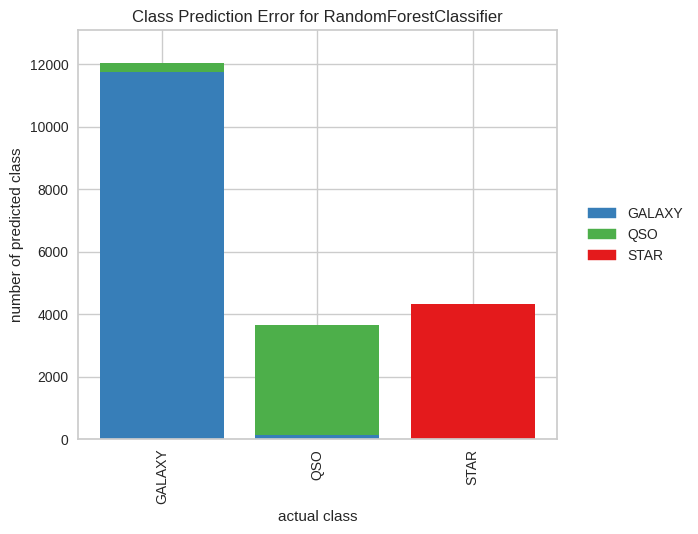 Class Prediction Error for RandomForestClassifier
number of predicted class
12000
10000
8000
6000
4000
2000
0
GALAXY
QSO
STAR
actual class
GALAXY
QSO
STAR